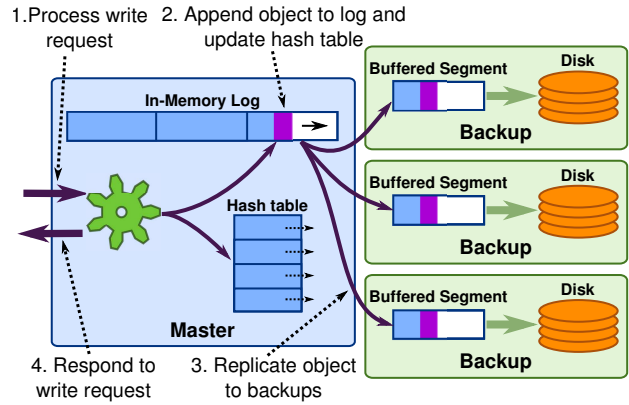 1.Process write
request
2. Append object to log and
update hash table
In-Memory Log
Hash table
Master
Buffered Segment
Disk
Backup
Buffered Segment
Disk
Backup
Buffered Segment
Disk
Backup
4. Respond to
write request
3. Replicate object
to backups